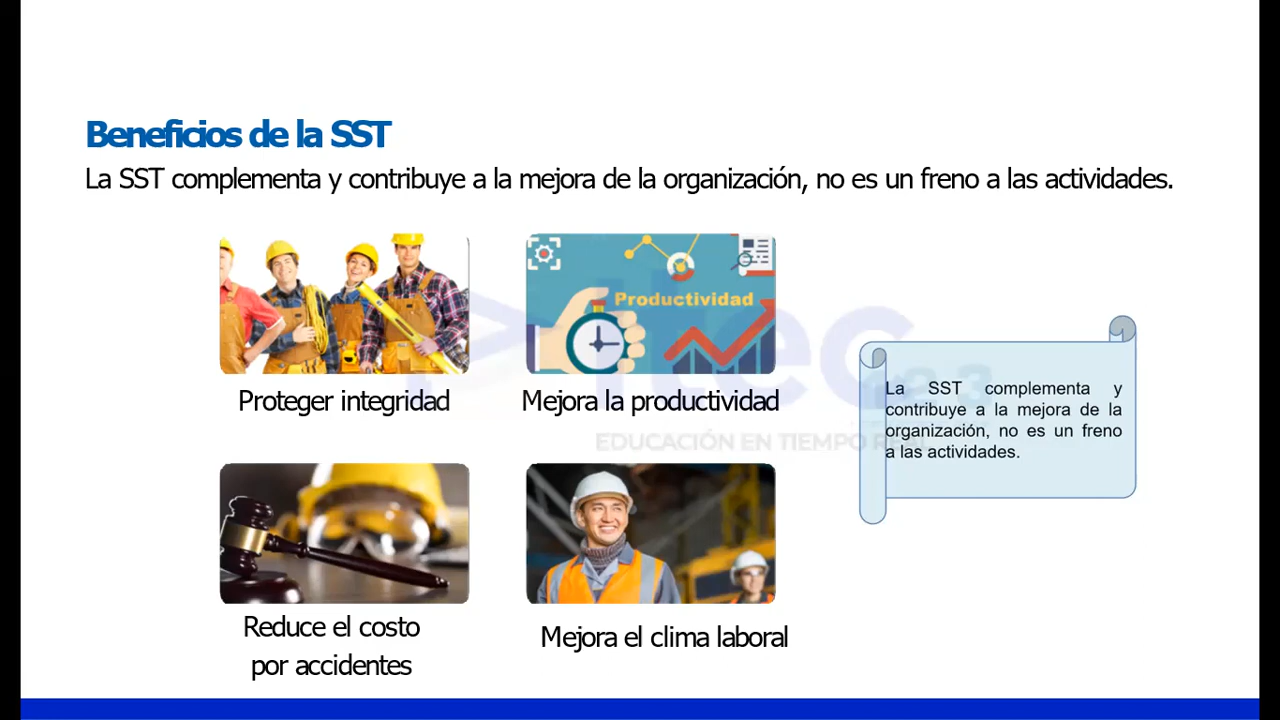 Beneficios de la SST
La SST complementa y contribuye a la mejora de la organización, no es un freno a las actividades.
Productividad
Proteger integridad
Mejora la productividad
La SST complementa y
contribuye a la mejora de la
organización, no es un freno
a las actividades.
itec
EDUCACIÓN EN TIEMPO REAL
Reduce el costo
por accidentes
Mejora el clima laboral